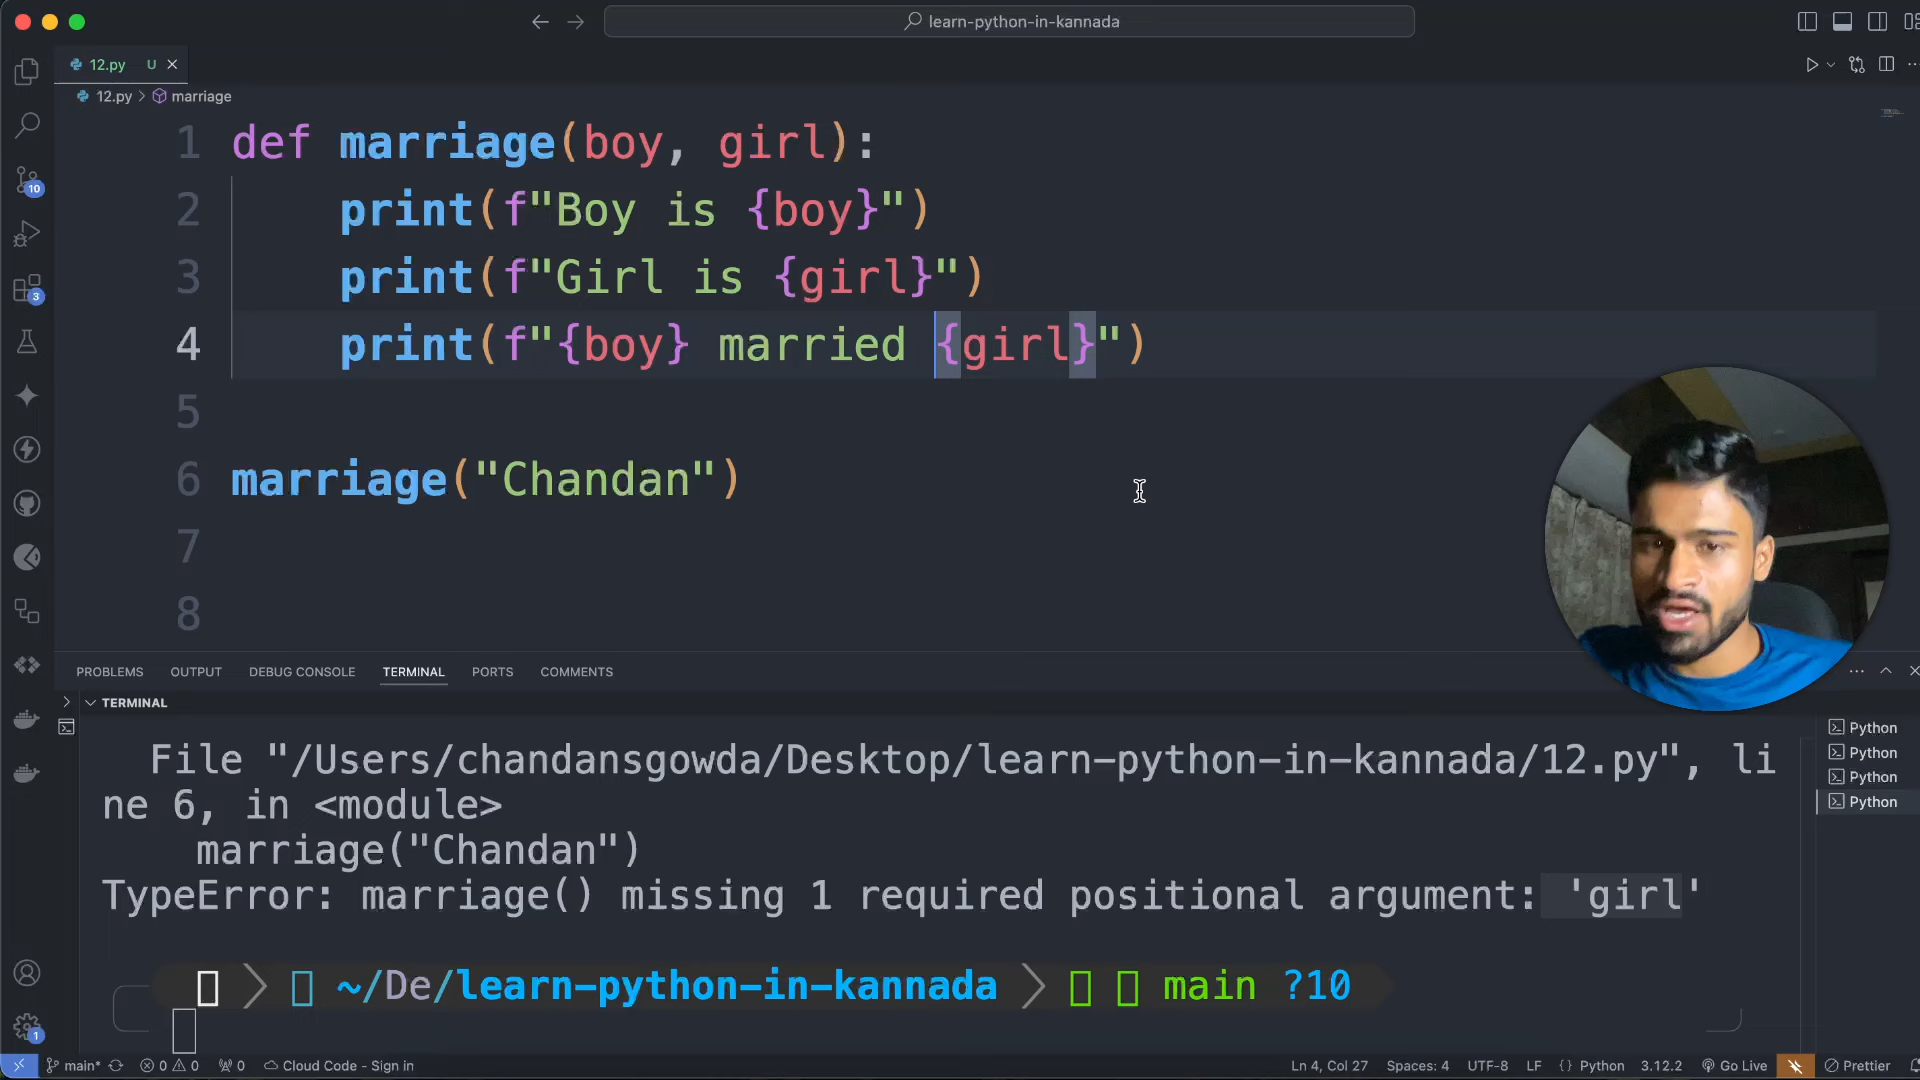 learn-python-in-kannada
12.py U
12.py > marriage
1 def marriage(boy, girl):
2 print(f"Boy is {boy}")
3 print(f"Girl is {girl}")
4 print(f"{boy} married {girl}")
5
6 marriage("Chandan")
7
8
10
3
PROBLEMS OUTPUT DEBUG CONSOLE TERMINAL PORTS COMMENTS
TERMINAL
File "/Users/chandansgowda/Desktop/learn-python-in-kannada/12.py", li
ne 6, in <module>
marriage("Chandan")
TypeError: marriage() missing 1 required positional argument: 'girl'
~/De/learn-python-in-kannada main ?10
Python
Python
Python
Python
1
main* 0 0 0 Cloud Code - Sign in Ln 4, Col 27 Spaces: 4 UTF-8 LF { } Python 3.12.2 Go Live Prettier